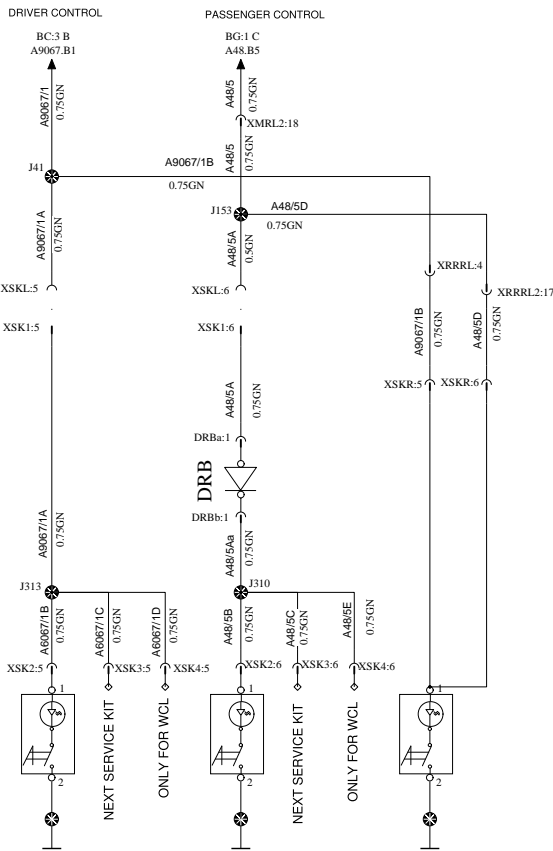 DRIVER CONTROL
PASSENGER CONTROL
BC:3 B
A9067.B1
BG:1 C
A48.B5
A9067/1
0.75GN
A48/5
0.75GN
XMRL2:18
A48/5
0.75GN
J41
A9067/1B
0.75GN
J153
A48/5D
0.75GN
A9067/1A
0.75GN
A48/5A
0.5GN
XRRRL:4
XRRRL2:17
XSKL:5
XSKL:6
XSK1:5
XSK1:6
A9067/1B
0.75GN
A48/5D
0.75GN
XSKR:5
XSKR:6
A48/5A
0.75GN
DRBa:1
DRB
DRBb:1
A9067/1A
0.75GN
A48/5Aa
0.75GN
J313
J310
A6067/1B
0.75GN
A6067/1C
0.75GN
A6067/1D
0.75GN
A48/5B
0.75GN
A48/5C
0.75GN
A48/5E
0.75GN
XSK2:5
XSK3:5
XSK4:5
XSK2:6
XSK3:6
XSK4:6
1
1
1
NEXT SERVICE KIT
ONLY FOR WCL
NEXT SERVICE KIT
ONLY FOR WCL
2
2
2